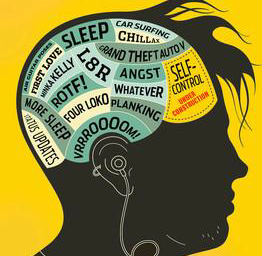 SLEEP
CAR SURFING
CHILLAX
GRAND THEFT AUTO V
AIR GUITAR
FIRST LOVE
MINKA KELLY
L8R
ANGST
SELF-
CONTROL
UNDER
CONSTRUCTION
ROTFL!
WHATEVER
FOUR LOKO
PLANKING
MORE SLEEP
STATUS UPDATES
VRRROOOOM!